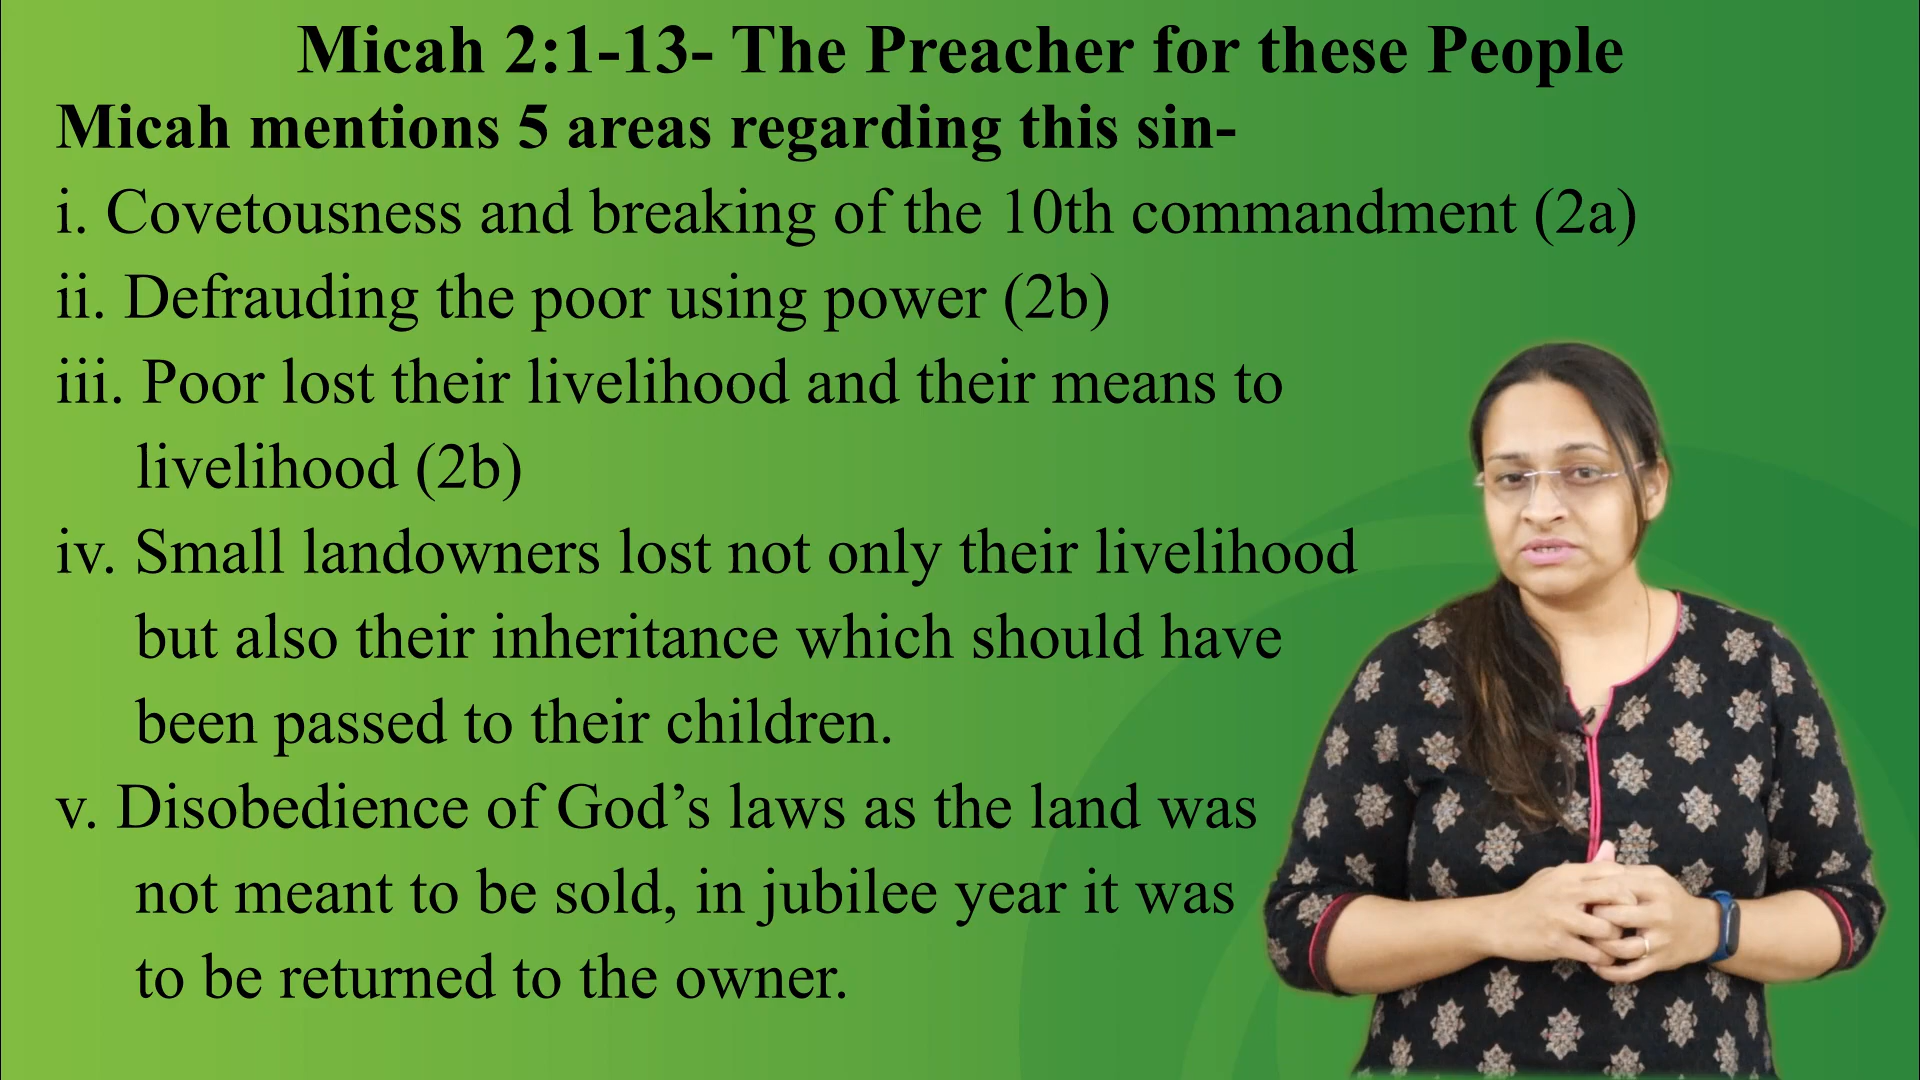 Micah 2:1-13- The Preacher for these People
Micah mentions 5 areas regarding this sin-
i. Covetousness and breaking of the 10th commandment (2a)
ii. Defrauding the poor using power (2b)
iii. Poor lost their livelihood and their means to
livelihood (2b)
iv. Small landowners lost not only their livelihood
but also their inheritance which should have
been passed to their children.
v. Disobedience of God’s laws as the land was
not meant to be sold, in jubilee year it was
to be returned to the owner.